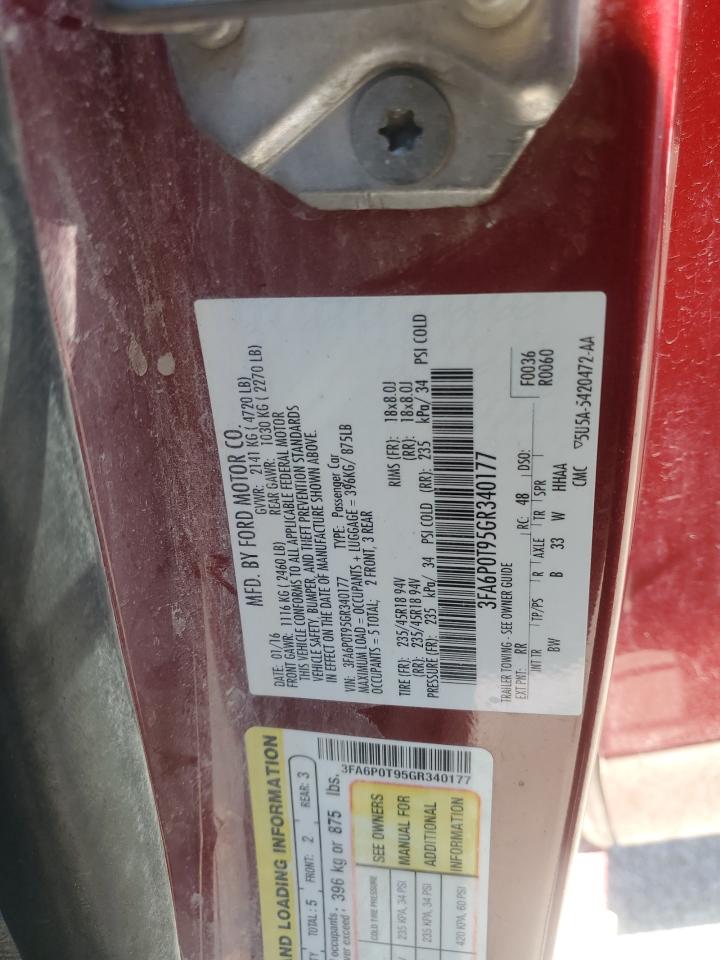 MFD. BY FORD MOTOR CO.
DATE: 01/16
GVWR: 2141 KG ( 4720 LB)
FRONT GAWR: 1116 KG ( 2460 LB)
REAR GAWR: 1030 KG ( 2270 LB)
THIS VEHICLE CONFORMS TO ALL APPLICABLE FEDERAL MOTOR
VEHICLE SAFETY, BUMPER, AND THEFT PREVENTION STANDARDS
IN EFFECT ON THE DATE OF MANUFACTURE SHOWN ABOVE.
VIN: 3FA6P0T95GR340177 TYPE: Passenger Car
MAXIMUM LOAD = OCCUPANTS + LUGGAGE = 396KG/ 875LB
OCCUPANTS = 5 TOTAL; 2 FRONT, 3 REAR
TIRE (FR): 235/45R18 94V RIMS (FR): 18x8.0J
(RR): 235/45R18 94V (RR): 18x8.0J
PRESSURE (FR): 235 kPa/ 34 PSI COLD (RR): 235 kPa/ 34 PSI COLD
3FA6P0T95GR340177
TRAILER TOWING - SEE OWNER GUIDE
F0036
R0060
EXT PNT: RR RC: 48 DSO:
INT TR TP/PS R AXLE TR SPR
BW B 33 W HHAA
CMC 5U5A-5420472-AA
AND LOADING INFORMATION
TOTAL: 5 FRONT: 2 REAR: 3
396 kg or 875 lbs.
3FA6P0T95GR340177
COLD TIRE PRESSURE
235 KPA, 34 PSI
235 KPA, 34 PSI
420 KPA, 60 PSI
SEE OWNERS
MANUAL FOR
ADDITIONAL
INFORMATION